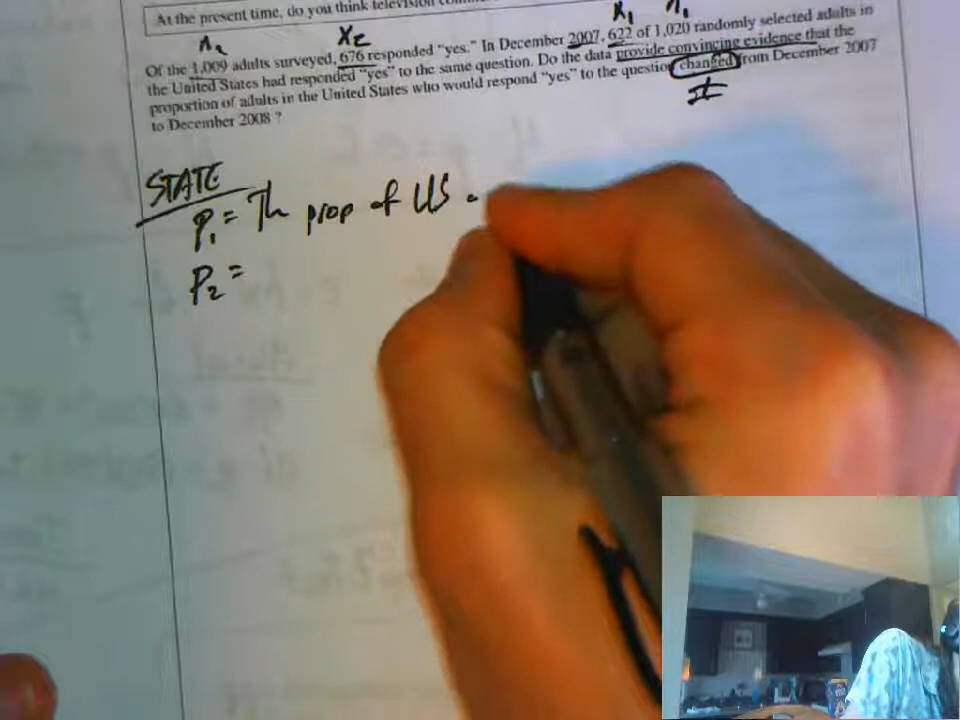 At the present time, do you think television comm
n₂ X₂ X₁ n₁
Of the 1,009 adults surveyed, 676 responded “yes.” In December 2007, 622 of 1,020 randomly selected adults in
the United States had responded “yes” to the same question. Do the data provide convincing evidence that the
proportion of adults in the United States who would respond “yes” to the question changed from December 2007
to December 2008 ?
STATE
P₁ = Th prop of US
P₂ =